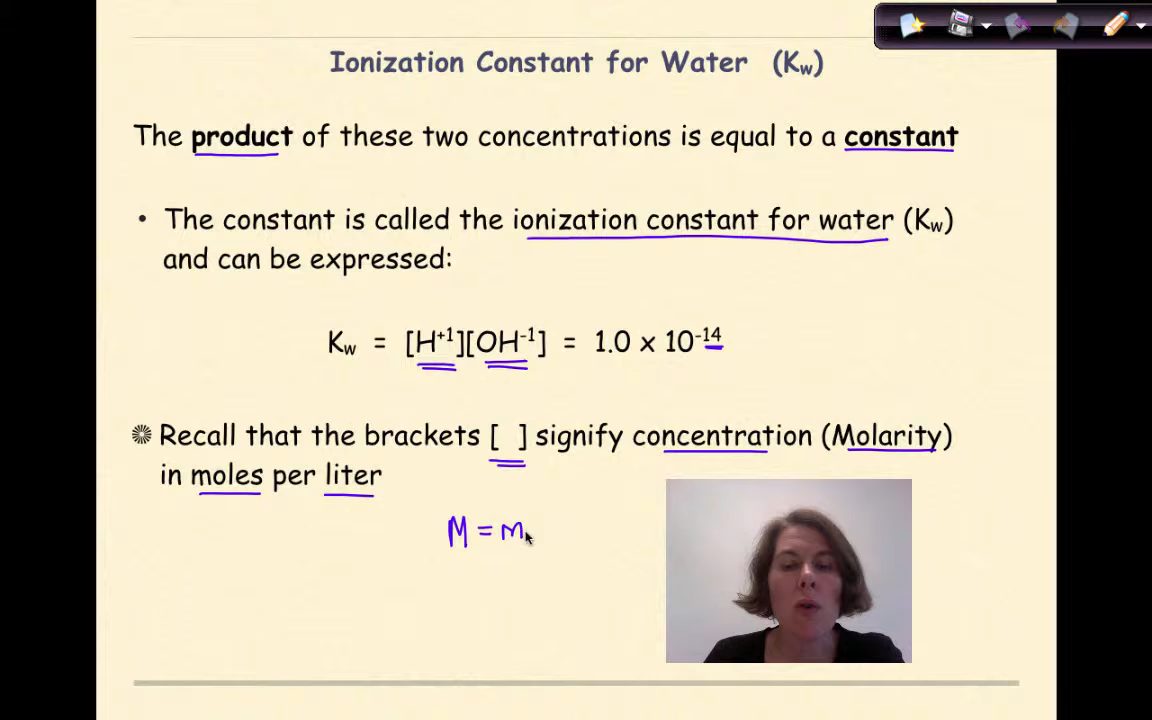 Ionization Constant for Water (Kw)
The product of these two concentrations is equal to a constant
• The constant is called the ionization constant for water (Kw)
and can be expressed:
Kw = [H⁺¹][OH⁻¹] = 1.0 x 10⁻¹⁴
Recall that the brackets [ ] signify concentration (Molarity)
in moles per liter
M = m